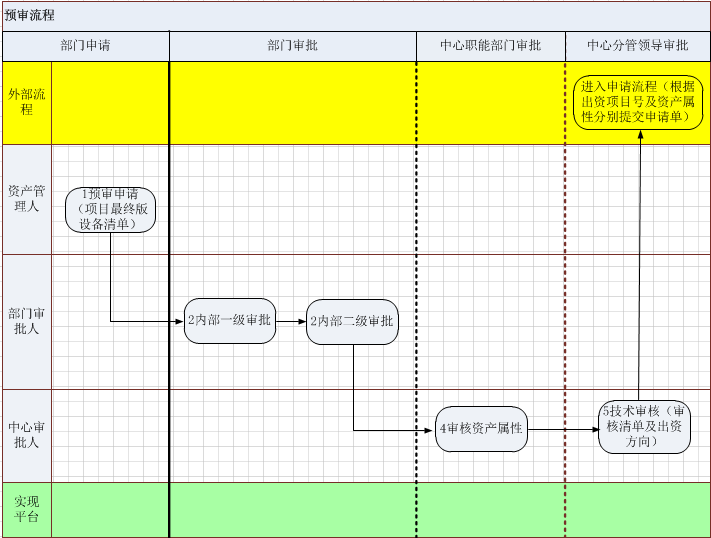 预审流程
部门申请
部门审批
中心职能部门审批
中心分管领导审批
外部流
程
进入申请流程（根据
出资项目号及资产属
性分别提交申请单）
资产管
理人
1预审申请
（项目最终版
设备清单）
部门审
批人
2内部一级审批
2内部二级审批
中心审
批人
4审核资产属性
5技术审核（审
核清单及出资
方向）
实现
平台